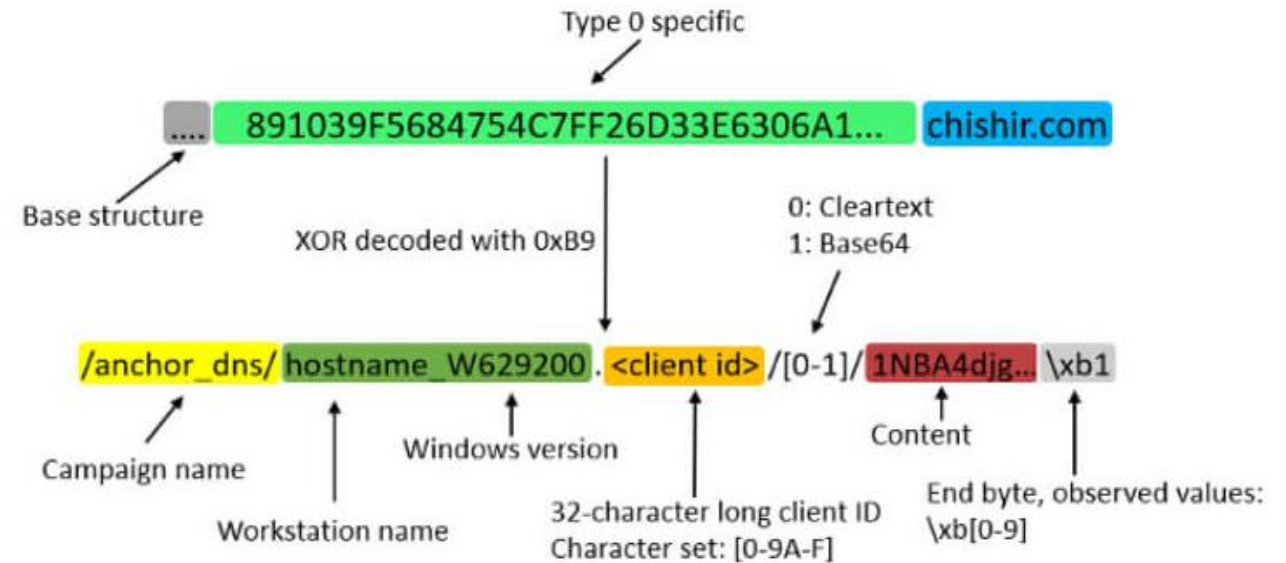 Type 0 specific
.... 891039F5684754C7FF26D33E6306A1... chishir.com
Base structure
XOR decoded with 0xB9
0: Cleartext
1: Base64
/anchor_dns/ hostname_W629200 . <client id> /[0-1]/ 1NBA4djg... \xb1
Campaign name
Workstation name
Windows version
32-character long client ID
Character set: [0-9A-F]
Content
End byte, observed values:
\xb[0-9]